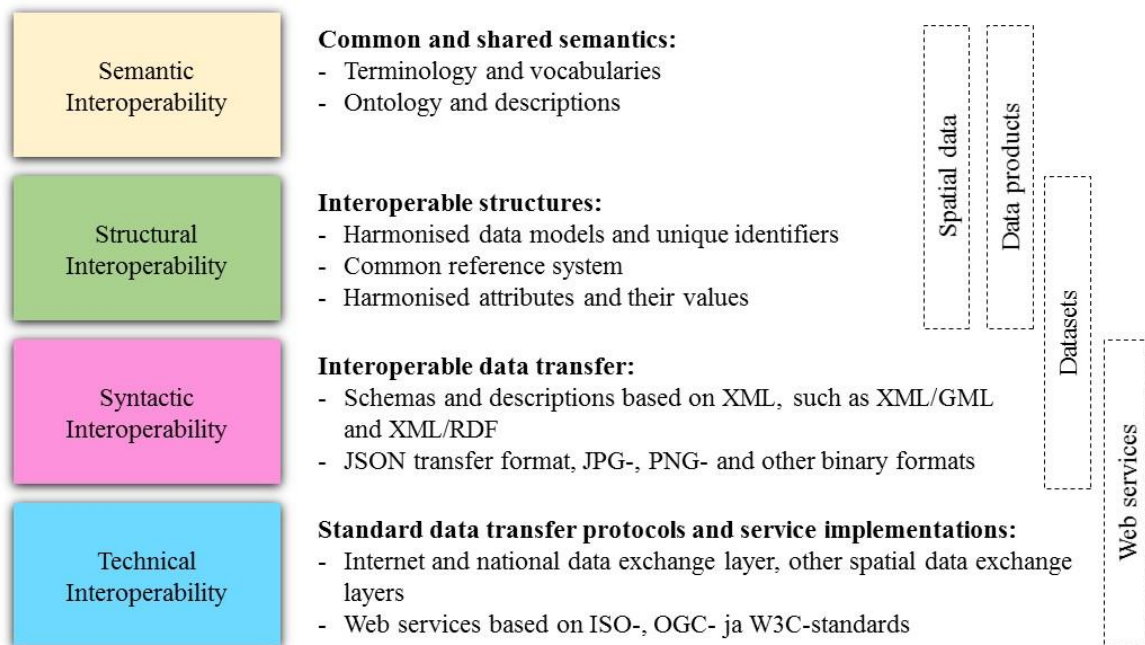 Semantic
Interoperability
Common and shared semantics:
- Terminology and vocabularies
- Ontology and descriptions
Structural
Interoperability
Interoperable structures:
- Harmonised data models and unique identifiers
- Common reference system
- Harmonised attributes and their values
Syntactic
Interoperability
Interoperable data transfer:
- Schemas and descriptions based on XML, such as XML/GML
and XML/RDF
- JSON transfer format, JPG-, PNG- and other binary formats
Technical
Interoperability
Standard data transfer protocols and service implementations:
- Internet and national data exchange layer, other spatial data exchange
layers
- Web services based on ISO-, OGC- ja W3C-standards
Spatial data
Data products
Datasets
Web services